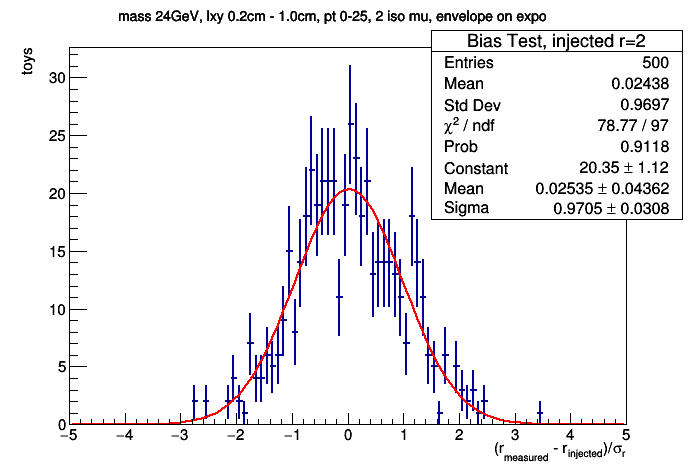 mass 24GeV, lxy 0.2cm - 1.0cm, pt 0-25, 2 iso mu, envelope on expo
Bias Test, injected r=2
Entries 500
Mean 0.02438
Std Dev 0.9697
χ² / ndf 78.77 / 97
Prob 0.9118
Constant 20.35 ± 1.12
Mean 0.02535 ± 0.04362
Sigma 0.9705 ± 0.0308
toys
30
25
20
15
10
5
0
−5 −4 −3 −2 −1 0 1 2 3 4 5
(r_measured - r_injected)/σ_r